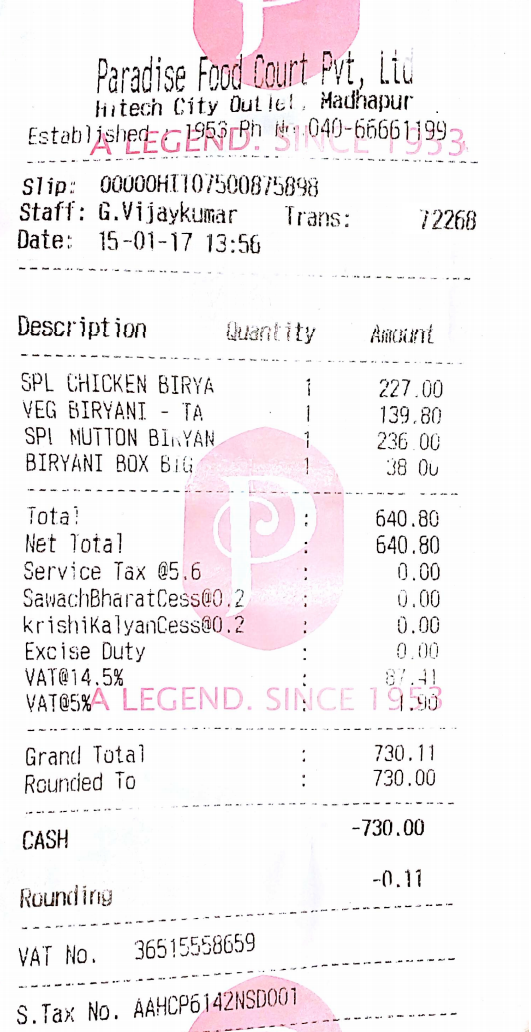 Paradise Food Court Pvt, Ltd
Hitech City Outlet, Madhapur
Established : 1953 Ph No 040-66661199
A LEGEND. SINCE 1953
Slip: 00000HI107500875898
Staff: G.Vijaykumar Trans: 72268
Date: 15-01-17 13:56
Description Quantity Amount
SPL CHICKEN BIRYA 1 227.00
VEG BIRYANI - TA 1 139.80
SPL MUTTON BIRYAN 1 236.00
BIRYANI BOX BIG 1 38.00
Total : 640.80
Net Total : 640.80
Service Tax @5.6 : 0.00
SawachBharatCess@0.2 : 0.00
krishiKalyanCess@0.2 : 0.00
Excise Duty : 0.00
VAT@14.5% : 87.41
VAT@5% : 1.90
A LEGEND. SINCE 1953
Grand Total : 730.11
Rounded To : 730.00
CASH -730.00
Rounding -0.11
VAT No. 36515558659
S.Tax No. AAHCP6142NSD001